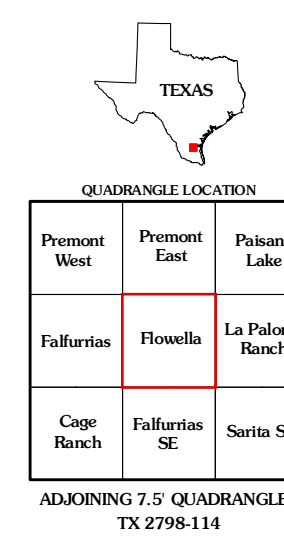 TEXAS
QUADRANGLE LOCATION
Premont
West
Premont
East
Paisan
Lake
Falfurrias
Flowella
La Palo
Ranch
Cage
Ranch
Falfurrias
SE
Sarita S
ADJOINING 7.5' QUADRANGLE
TX 2798-114